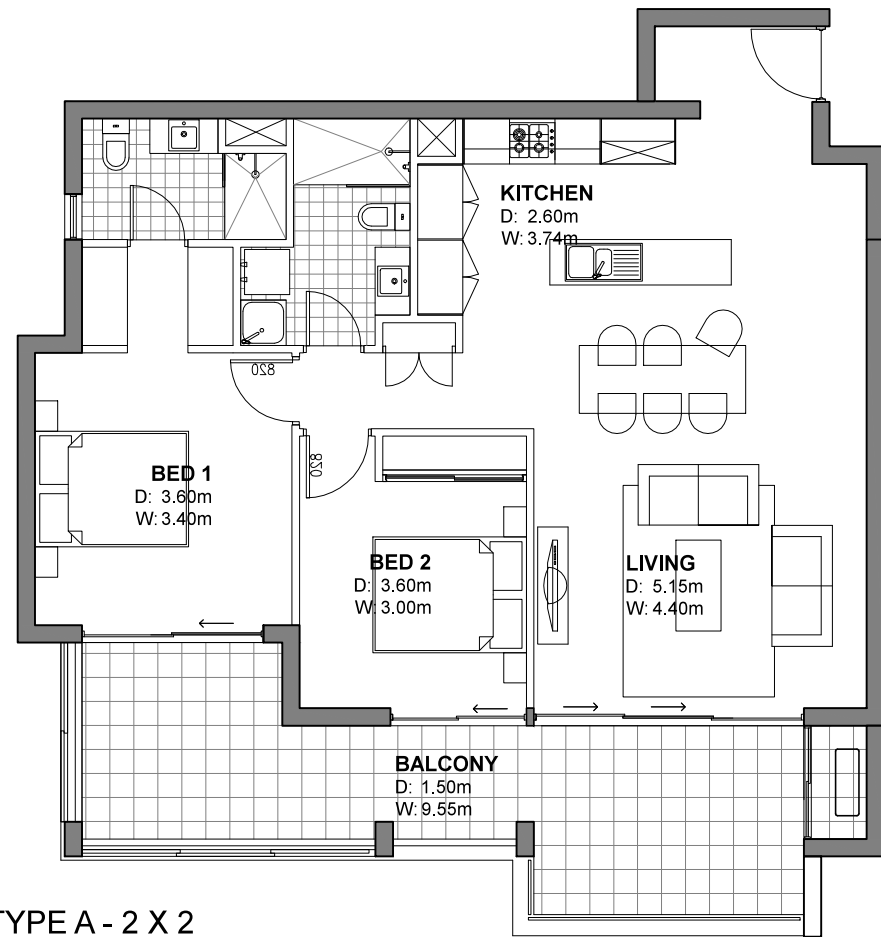 KITCHEN
D: 2.60m
W: 3.74m
820
820
BED 1
D: 3.60m
W: 3.40m
BED 2
D: 3.60m
W: 3.00m
LIVING
D: 5.15m
W: 4.40m
BALCONY
D: 1.50m
W: 9.55m
TYPE A - 2 X 2